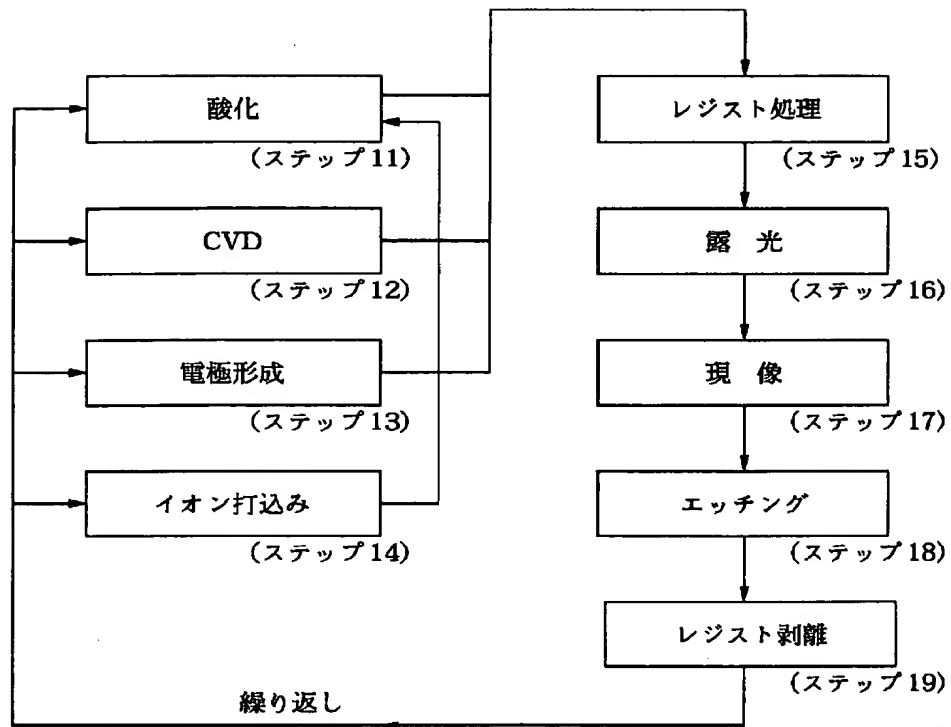 酸化
(ステップ11)
CVD
(ステップ12)
電極形成
(ステップ13)
イオン打込み
(ステップ14)
レジスト処理
(ステップ15)
露 光
(ステップ16)
現 像
(ステップ17)
エッチング
(ステップ18)
レジスト剥離
(ステップ19)
繰り返し